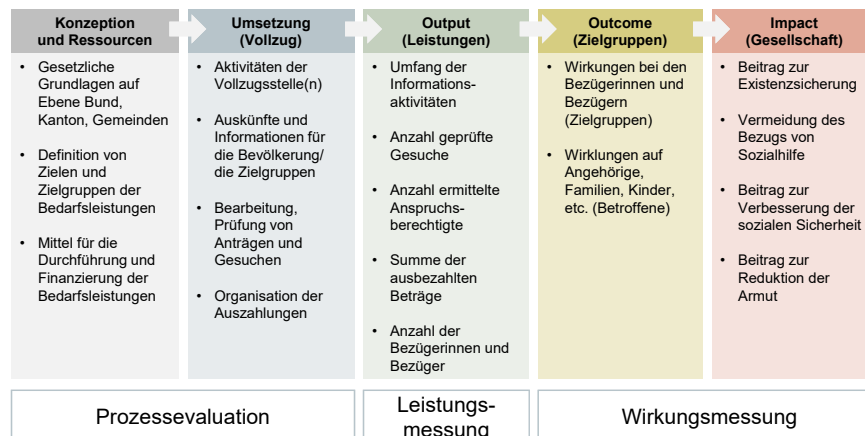 Konzeption
und Ressourcen
• Gesetzliche
Grundlagen auf
Ebene Bund,
Kanton, Gemeinden
• Definition von
Zielen und
Zielgruppen der
Bedarfsleistungen
• Mittel für die
Durchführung und
Finanzierung der
Bedarfsleistungen
Umsetzung
(Vollzug)
• Aktivitäten der
Vollzugsstelle(n)
• Auskünfte und
Informationen für
die Bevölkerung/
die Zielgruppen
• Bearbeitung,
Prüfung von
Anträgen und
Gesuchen
• Organisation der
Auszahlungen
Output
(Leistungen)
• Umfang der
Informations-
aktivitäten
• Anzahl geprüfte
Gesuche
• Anzahl ermittelte
Anspruchs-
berechtigte
• Summe der
ausbezahlten
Beträge
• Anzahl der
Bezügerinnen und
Bezüger
Outcome
(Zielgruppen)
• Wirkungen bei den
Bezügerinnen und
Bezügern
(Zielgruppen)
• Wirklungen auf
Angehörige,
Familien, Kinder,
etc. (Betroffene)
Impact
(Gesellschaft)
• Beitrag zur
Existenzsicherung
• Vermeidung des
Bezugs von
Sozialhilfe
• Beitrag zur
Verbesserung der
sozialen Sicherheit
• Beitrag zur
Reduktion der
Armut
Prozessevaluation
Leistungs-
messung
Wirkungsmessung